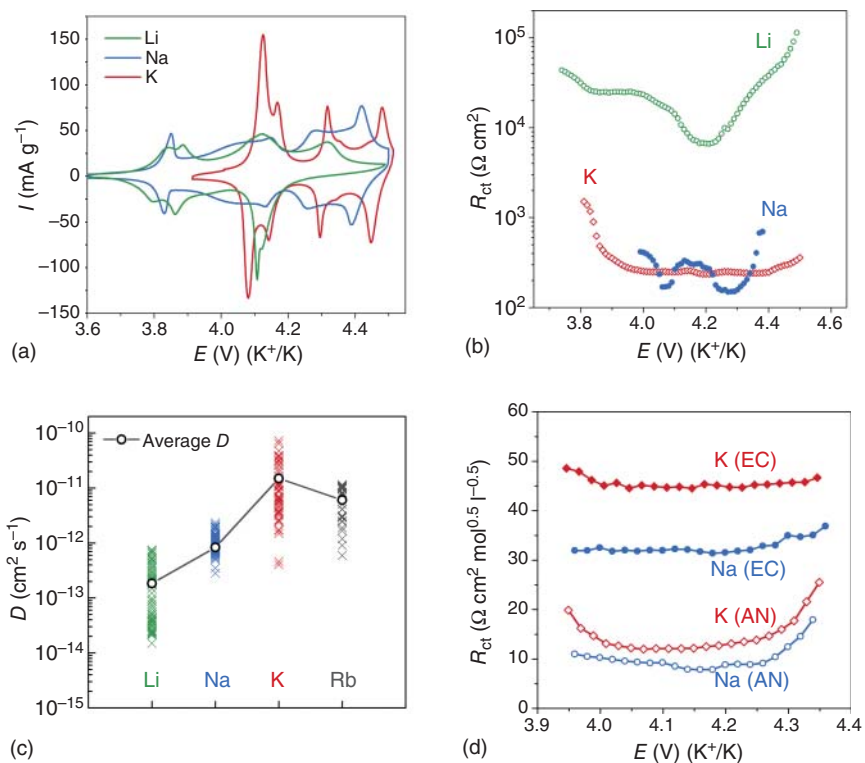 150
100
50
0
−50
−100
−150
I (mA g⁻¹)
Li
Na
K
3.6
3.8
4.0
4.2
4.4
E (V) (K⁺/K)
(a)
10⁵
10⁴
10³
10²
R_ct (Ω cm²)
Li
K
Na
3.8
4.0
4.2
4.4
4.6
E (V) (K⁺/K)
(b)
10⁻¹⁰
10⁻¹¹
10⁻¹²
10⁻¹³
10⁻¹⁴
10⁻¹⁵
D (cm² s⁻¹)
Average D
Li
Na
K
Rb
(c)
60
50
40
30
20
10
0
R_ct (Ω cm² mol⁰·⁵ l⁻⁰·⁵)
K (EC)
Na (EC)
K (AN)
Na (AN)
3.9
4.0
4.1
4.2
4.3
4.4
E (V) (K⁺/K)
(d)